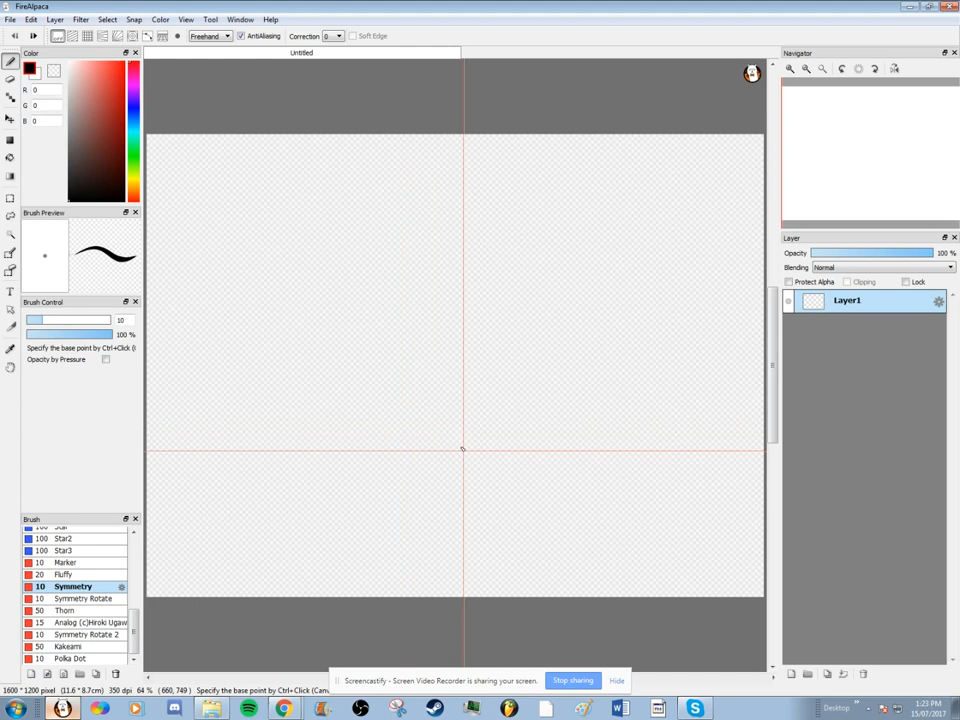 FireAlpaca
File Edit Layer Filter Select Snap Color View Tool Window Help
OFF Freehand AntiAliasing Correction 0 Soft Edge
Color Untitled Navigator
R 0
G 0
B 0
Brush Preview
Layer
Opacity 100 %
Blending Normal
Protect Alpha Clipping Lock
Layer1
Brush Control
10
100 %
Specify the base point by Ctrl+Click (
Opacity by Pressure
Brush
100 Star
100 Star2
100 Star3
10 Marker
20 Fluffy
10 Symmetry
10 Symmetry Rotate
50 Thorn
15 Analog (c)Hiroki Ugaw
10 Symmetry Rotate 2
50 Kakeami
10 Polka Dot
Screencastify - Screen Video Recorder is sharing your screen. Stop sharing Hide
1600 * 1200 pixel (11.6 * 8.7cm) 350 dpi 64 % (660, 749) Specify the base point by Ctrl+Click (Canv
Desktop 1:23 PM
15/07/2017